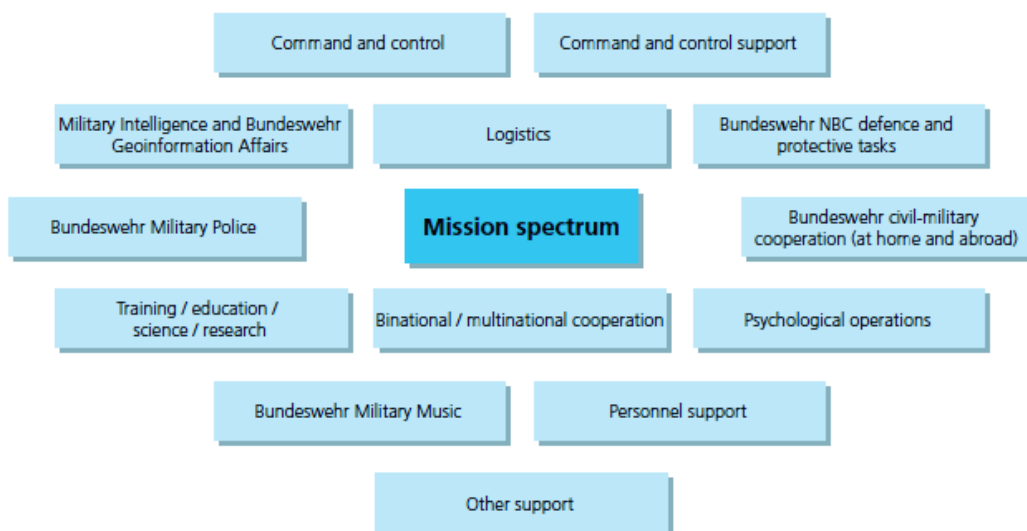 Command and control
Command and control support
Military Intelligence and Bundeswehr
Geoinformation Affairs
Logistics
Bundeswehr NBC defence and
protective tasks
Bundeswehr Military Police
Mission spectrum
Bundeswehr civil-military
cooperation (at home and abroad)
Training / education /
science / research
Binational / multinational cooperation
Psychological operations
Bundeswehr Military Music
Personnel support
Other support